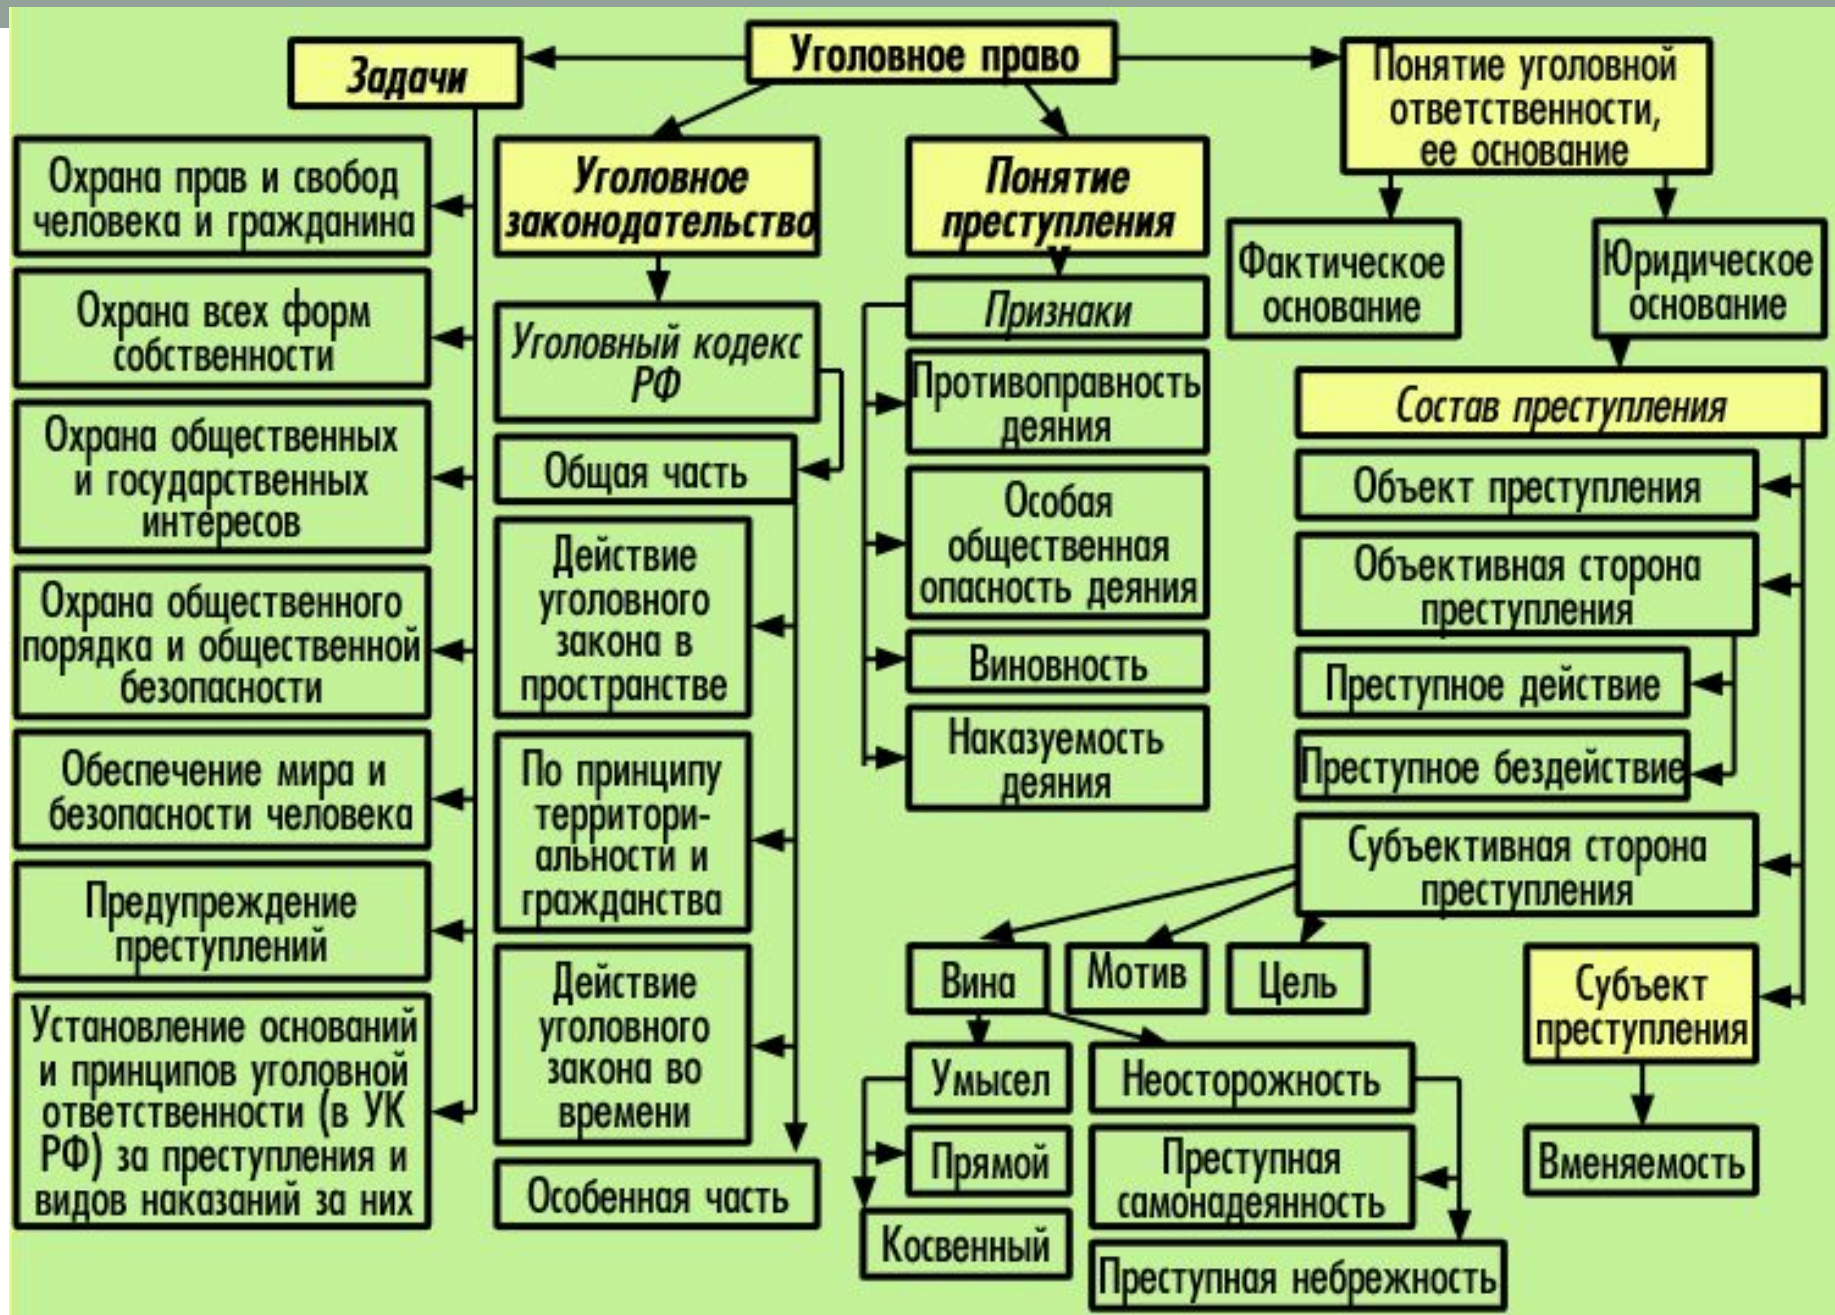 Уголовное право
Задачи
Охрана прав и свобод
человека и гражданина
Охрана всех форм
собственности
Охрана общественных
и государственных
интересов
Охрана общественного
порядка и общественной
безопасности
Обеспечение мира и
безопасности человека
Предупреждение
преступлений
Установление оснований
и принципов уголовной
ответственности (в УК
РФ) за преступления и
видов наказаний за них
Уголовное
законодательство
Уголовный кодекс
РФ
Общая часть
Действие
уголовного
закона в
пространстве
По принципу
территори-
альности и
гражданства
Действие
уголовного
закона во
времени
Особенная часть
Понятие
преступления
Признаки
Противоправность
деяния
Особая
общественная
опасность деяния
Виновность
Наказуемость
деяния
Понятие уголовной
ответственности,
ее основание
Фактическое
основание
Юридическое
основание
Состав преступления
Объект преступления
Объективная сторона
преступления
Преступное действие
Преступное бездействие
Субъективная сторона
преступления
Вина
Мотив
Цель
Умысел
Прямой
Косвенный
Неосторожность
Преступная
самонадеянность
Преступная небрежность
Субъект
преступления
Вменяемость